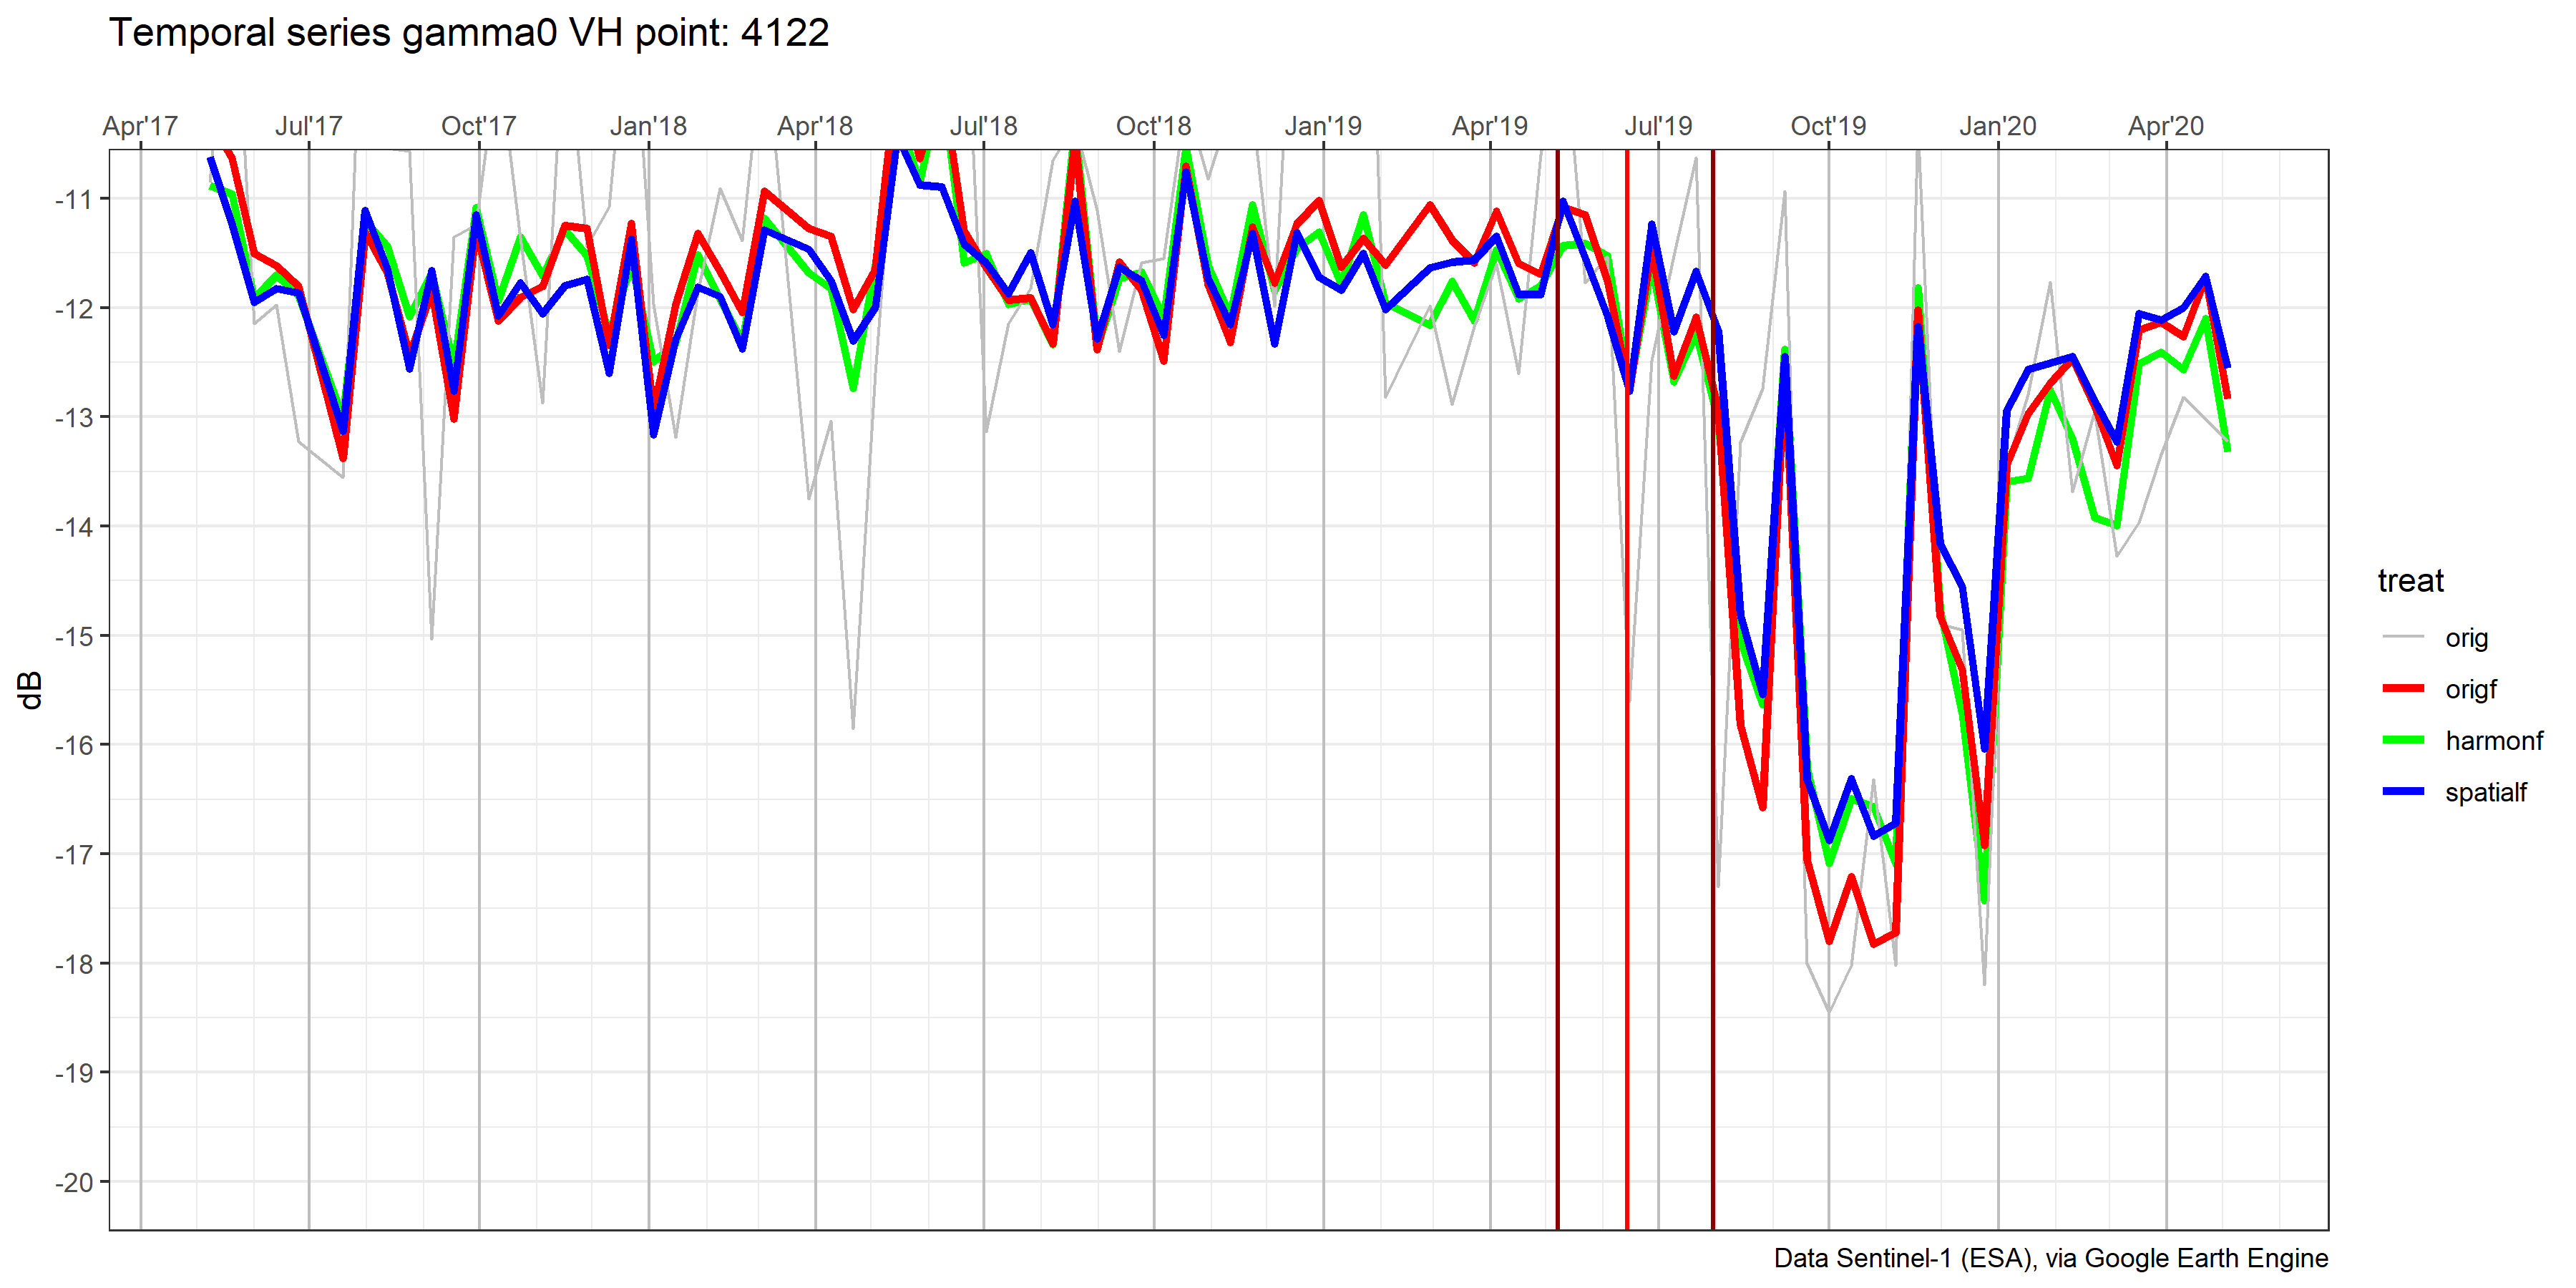 Temporal series gamma0 VH point: 4122
Apr'17 Jul'17 Oct'17 Jan'18 Apr'18 Jul'18 Oct'18 Jan'19 Apr'19 Jul'19 Oct'19 Jan'20 Apr'20
-11
-12
-13
-14
-15
-16
-17
-18
-19
-20
dB
treat
orig
origf
harmonf
spatialf
Data Sentinel-1 (ESA), via Google Earth Engine